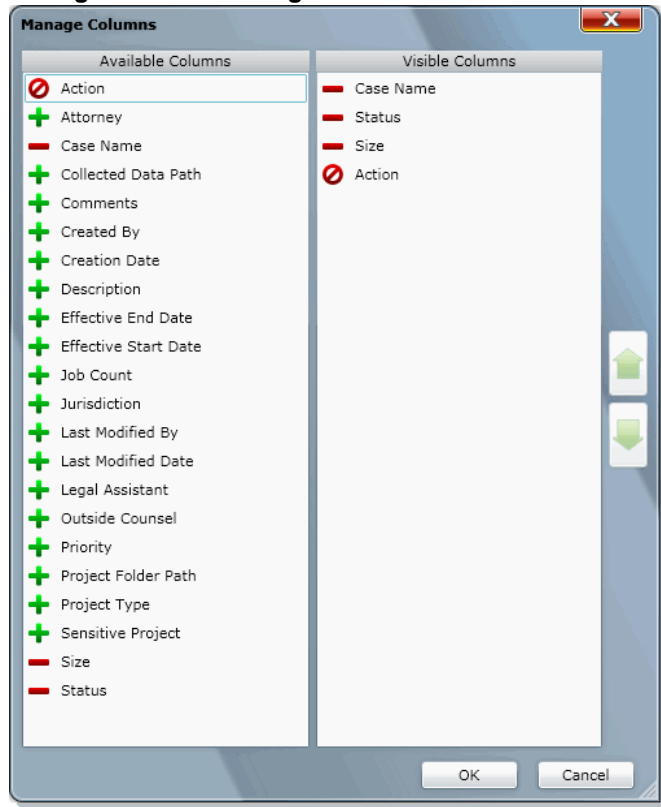 Manage Columns
X
Available Columns
Action
Attorney
Case Name
Collected Data Path
Comments
Created By
Creation Date
Description
Effective End Date
Effective Start Date
Job Count
Jurisdiction
Last Modified By
Last Modified Date
Legal Assistant
Outside Counsel
Priority
Project Folder Path
Project Type
Sensitive Project
Size
Status
Visible Columns
Case Name
Status
Size
Action
OK
Cancel